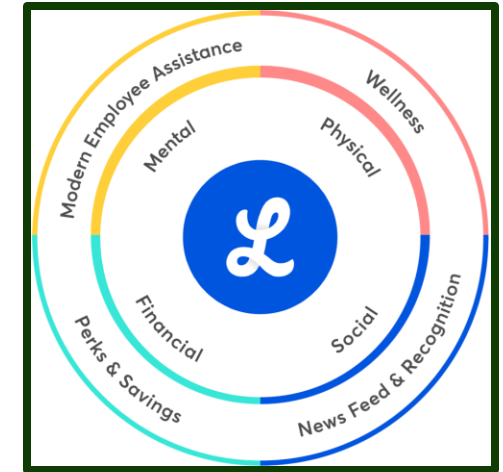 Modern Employee Assistance
Wellness
Mental
Physical
L
Financial
Social
Perks & Savings
News Feed & Recognition